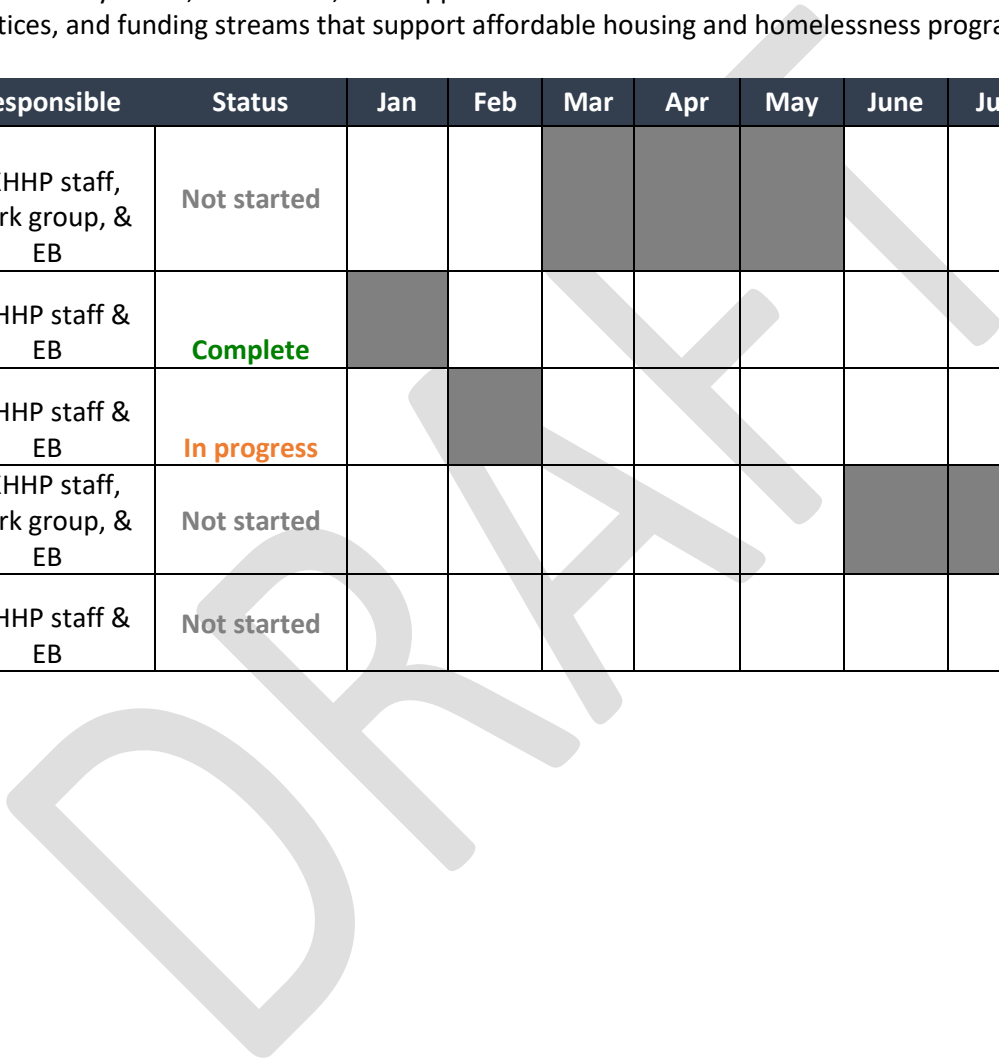 tices, and funding streams that support affordable housing and homelessness progra
esponsible Status Jan Feb Mar Apr May June Ju
HHP staff,
rk group, &
EB
Not started
HHP staff &
EB
Complete
HHP staff &
EB
In progress
HHP staff,
rk group, &
EB
Not started
HHP staff &
EB
Not started
DRAFT